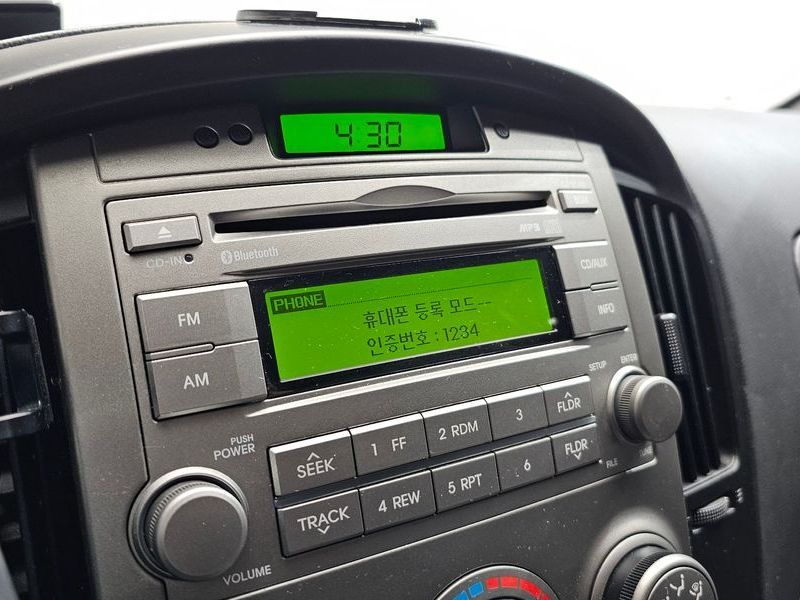 4:30
CD-IN
Bluetooth
MP3
CD/AUX
FM
PHONE
휴대폰 등록 모드--
인증번호 : 1234
INFO
AM
SETUP
ENTER
PUSH
POWER
SEEK
1 FF
2 RDM
3
FLDR
TRACK
4 REW
5 RPT
6
FLDR
FILE
TUNE
VOLUME